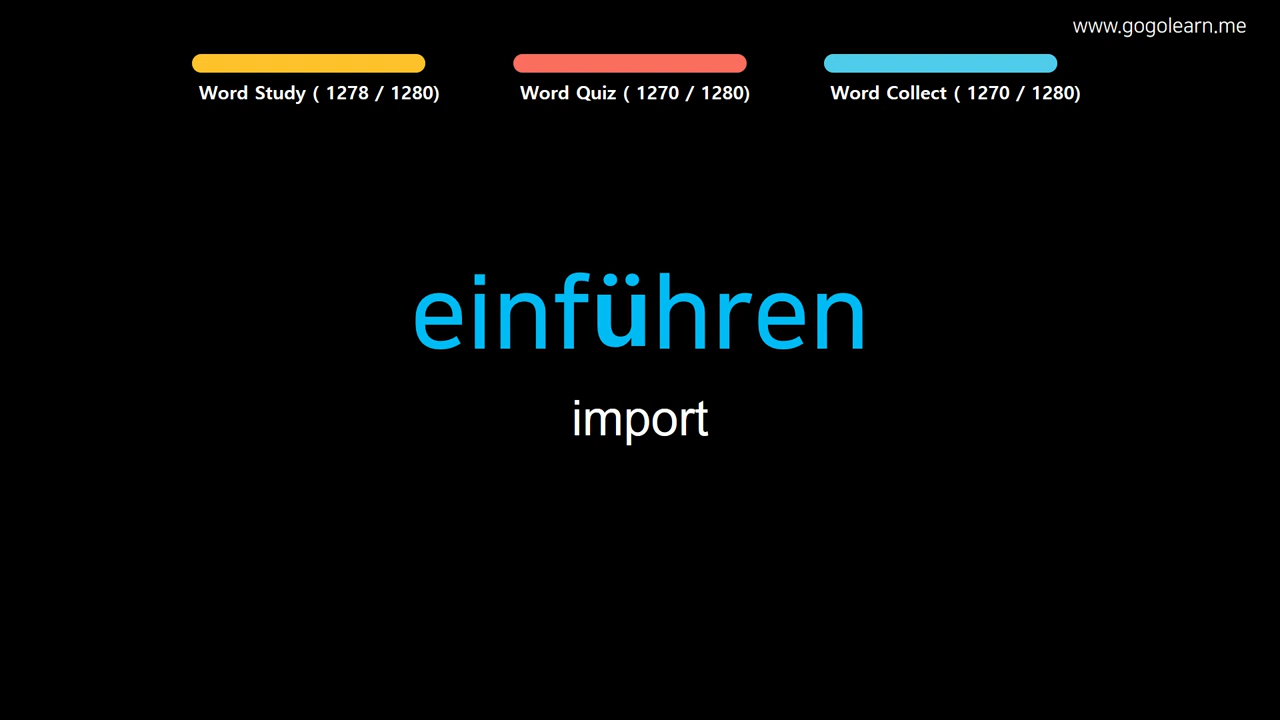 www.gogolearn.me
Word Study ( 1278 / 1280)
Word Quiz ( 1270 / 1280)
Word Collect ( 1270 / 1280)
einführen
import